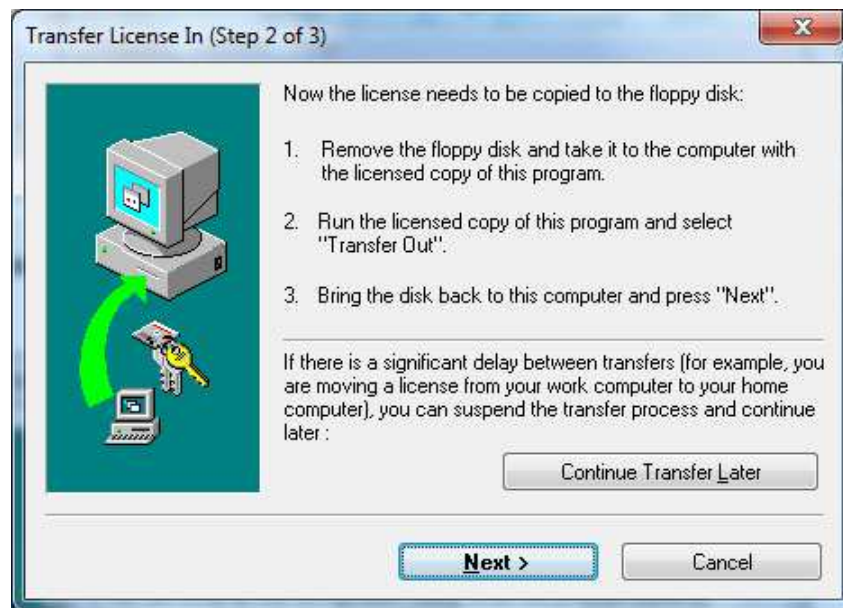 Transfer License In (Step 2 of 3)
Now the license needs to be copied to the floppy disk:
1. Remove the floppy disk and take it to the computer with
the licensed copy of this program.
2. Run the licensed copy of this program and select
"Transfer Out".
3. Bring the disk back to this computer and press "Next".
If there is a significant delay between transfers (for example, you
are moving a license from your work computer to your home
computer), you can suspend the transfer process and continue
later :
Continue Transfer Later
Next >
Cancel